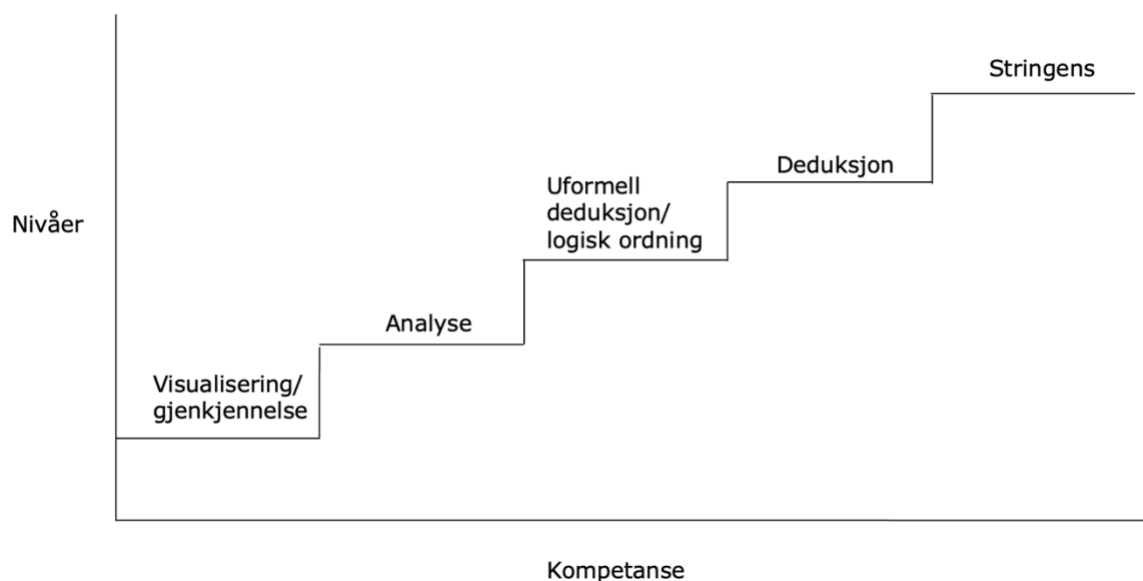 Stringens
Deduksjon
Uformell
deduksjon/
logisk ordning
Nivåer
Analyse
Visualisering/
gjenkjennelse
Kompetanse